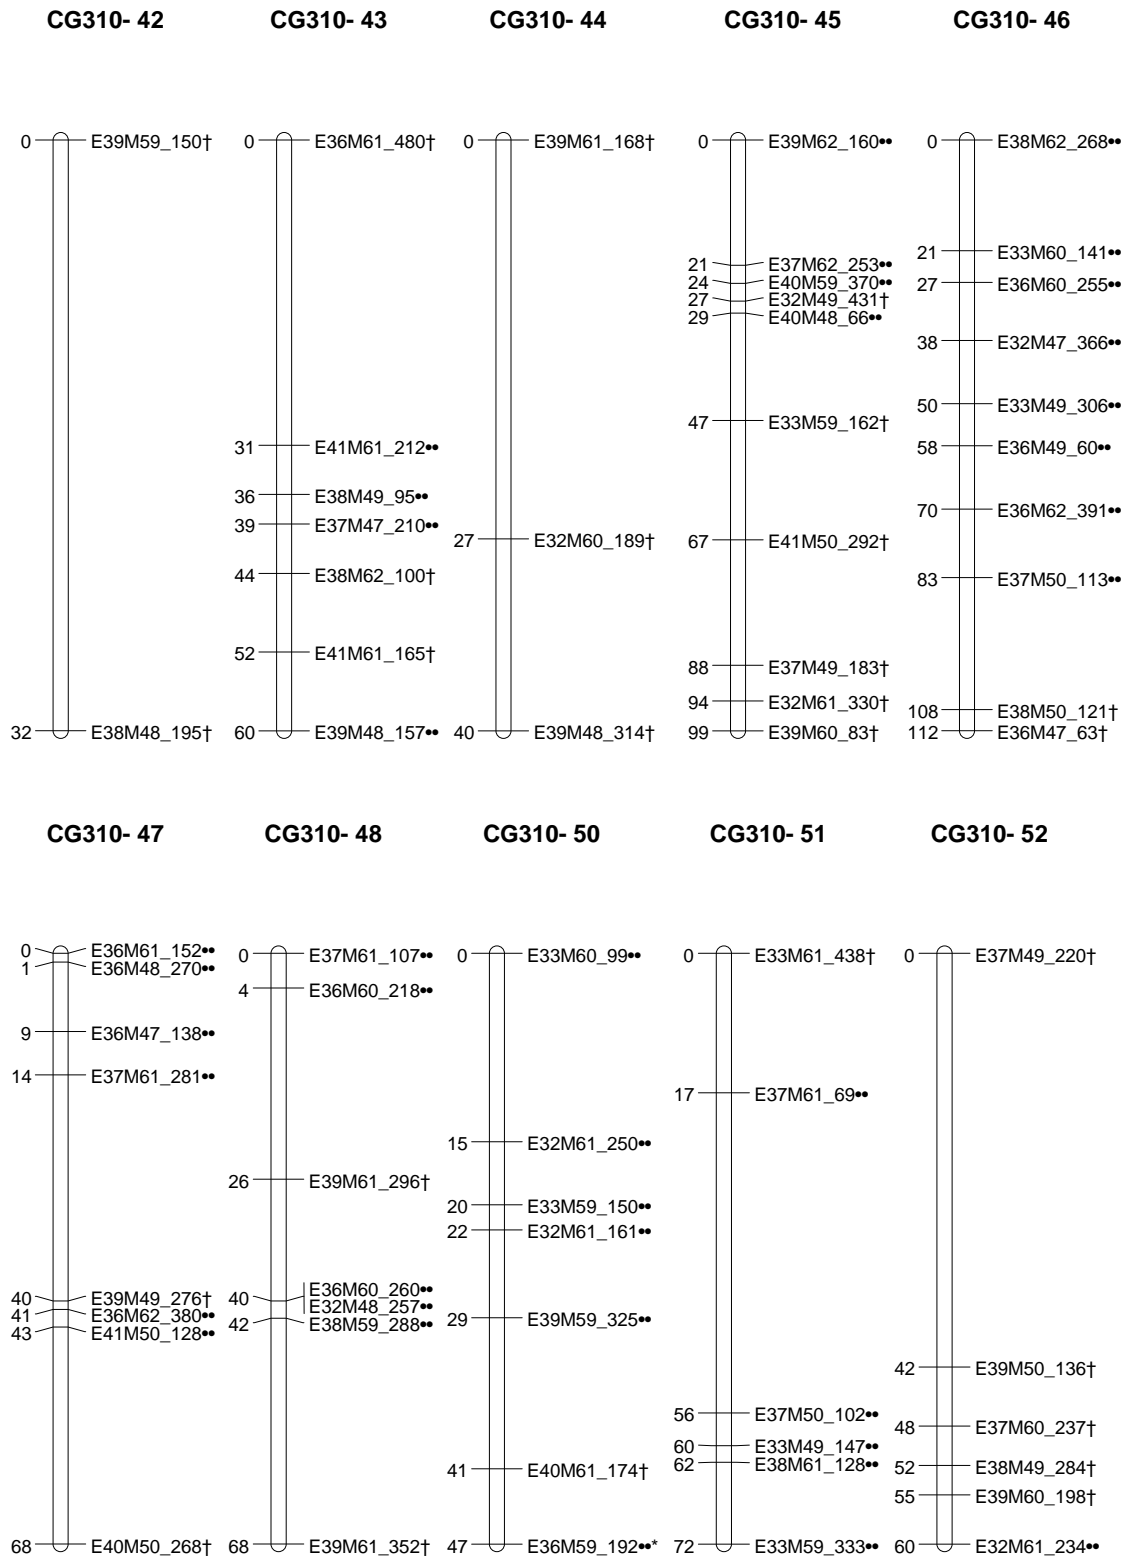 CG310- 42
0 E39M59_150†
32 E38M48_195†
CG310- 43
0 E36M61_480†
31 E41M61_212••
36 E38M49_95••
39 E37M47_210••
44 E38M62_100†
52 E41M61_165†
60 E39M48_157••
CG310- 44
0 E39M61_168†
27 E32M60_189†
40 E39M48_314†
CG310- 45
0 E39M62_160••
21 E37M62_253••
24 E40M59_370••
27 E32M49_431†
29 E40M48_66••
47 E33M59_162†
67 E41M50_292†
88 E37M49_183†
94 E32M61_330†
99 E39M60_83†
CG310- 46
0 E38M62_268••
21 E33M60_141••
27 E36M60_255••
38 E32M47_366••
50 E33M49_306••
58 E36M49_60••
70 E36M62_391••
83 E37M50_113••
108 E38M50_121†
112 E36M47_63†
CG310- 47
0 E36M61_152••
1 E36M48_270••
9 E36M47_138••
14 E37M61_281••
40 E39M49_276†
41 E36M62_380••
43 E41M50_128••
68 E40M50_268†
CG310- 48
0 E37M61_107••
4 E36M60_218••
26 E39M61_296†
E36M60_260••
40 E32M48_257••
42 E38M59_288••
68 E39M61_352†
CG310- 50
0 E33M60_99••
15 E32M61_250••
20 E33M59_150••
22 E32M61_161••
29 E39M59_325••
41 E40M61_174†
47 E36M59_192••*
CG310- 51
0 E33M61_438†
17 E37M61_69••
56 E37M50_102••
60 E33M49_147••
62 E38M61_128••
72 E33M59_333••
CG310- 52
0 E37M49_220†
42 E39M50_136†
48 E37M60_237†
52 E38M49_284†
55 E39M60_198†
60 E32M61_234••